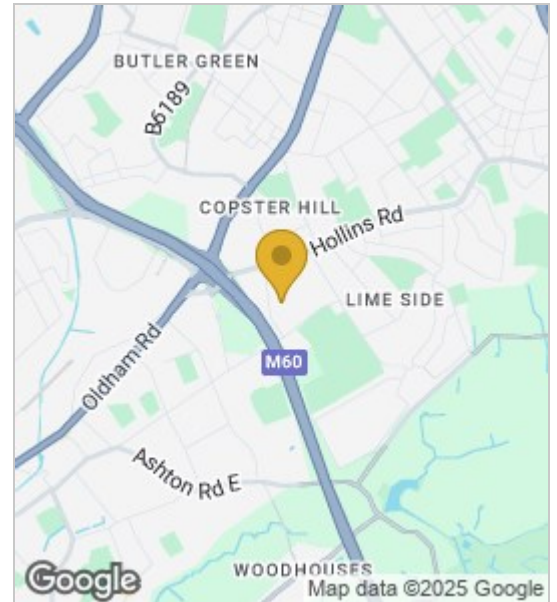 BUTLER GREEN
B6189
COPSTER HILL
Hollins Rd
LIME SIDE
M60
Oldham Rd
Ashton Rd E
WOODHOUSES
Google
Map data ©2025 Google